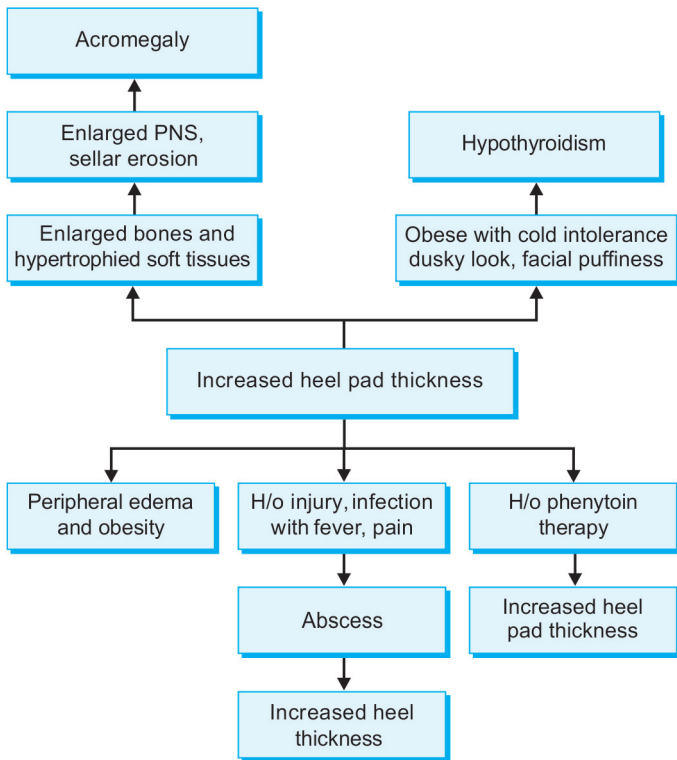 Acromegaly
Enlarged PNS,
sellar erosion
Hypothyroidism
Enlarged bones and
hypertrophied soft tissues
Obese with cold intolerance
dusky look, facial puffiness
Increased heel pad thickness
Peripheral edema
and obesity
H/o injury, infection
with fever, pain
H/o phenytoin
therapy
Abscess
Increased heel
pad thickness
Increased heel
thickness